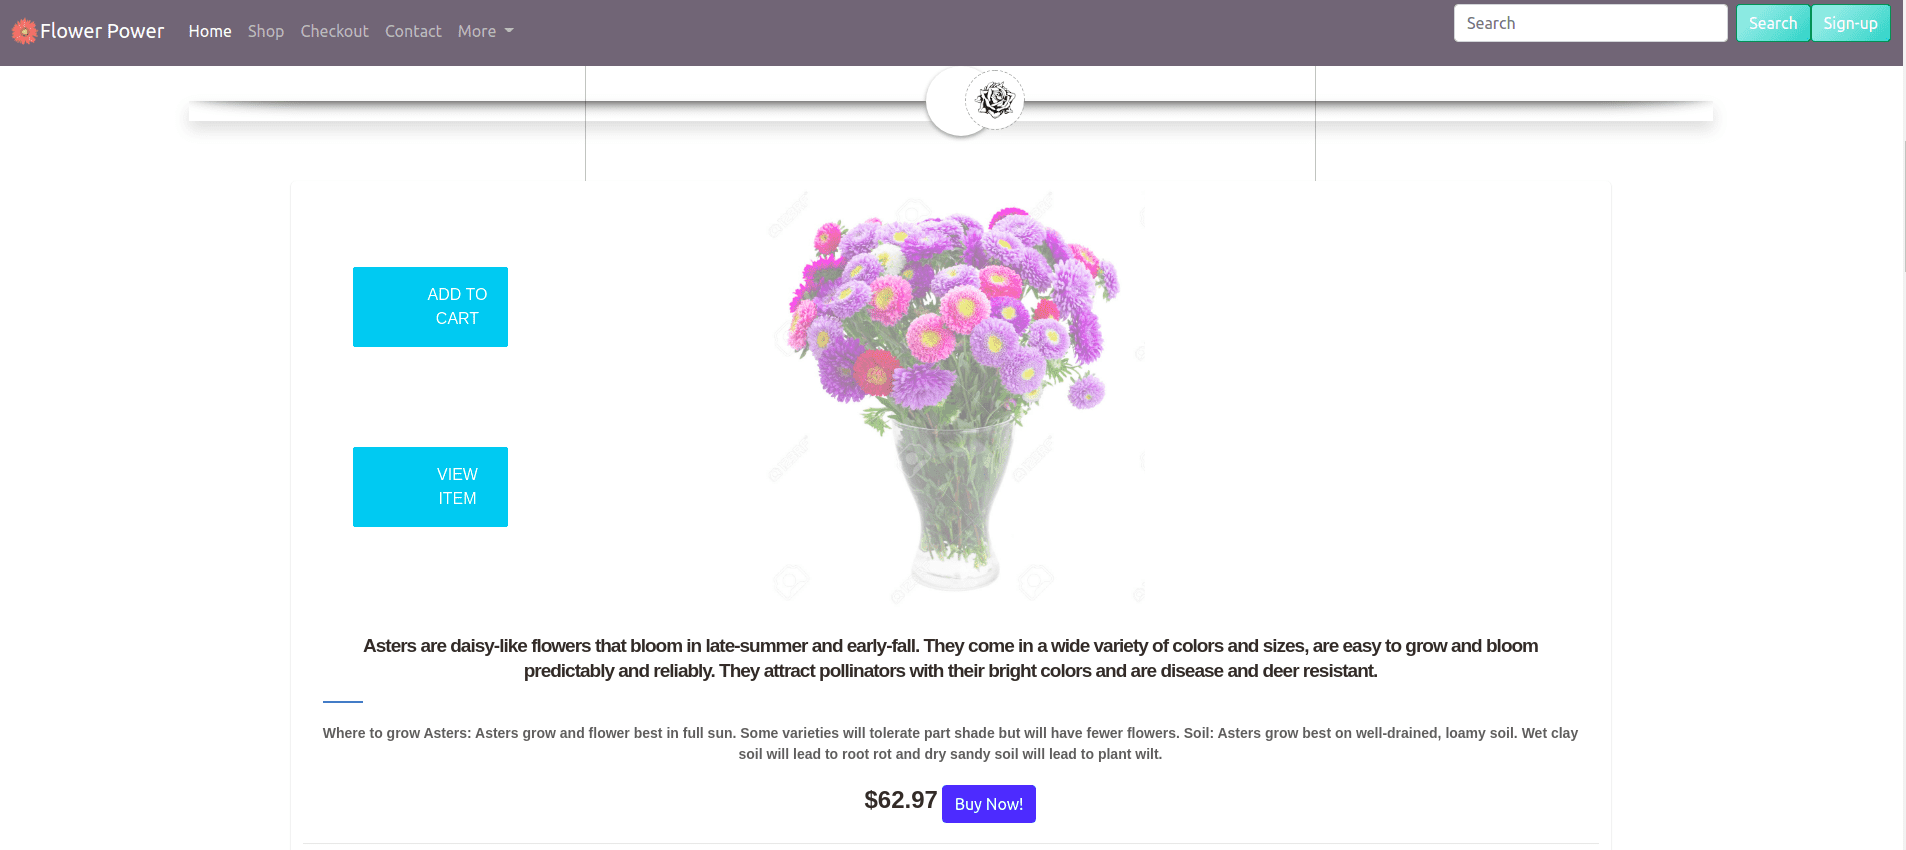 Flower Power Home Shop Checkout Contact More Search Search Sign-up
ADD TO
CART
VIEW
ITEM
Asters are daisy-like flowers that bloom in late-summer and early-fall. They come in a wide variety of colors and sizes, are easy to grow and bloom
predictably and reliably. They attract pollinators with their bright colors and are disease and deer resistant.
Where to grow Asters: Asters grow and flower best in full sun. Some varieties will tolerate part shade but will have fewer flowers. Soil: Asters grow best on well-drained, loamy soil. Wet clay
soil will lead to root rot and dry sandy soil will lead to plant wilt.
$62.97 Buy Now!